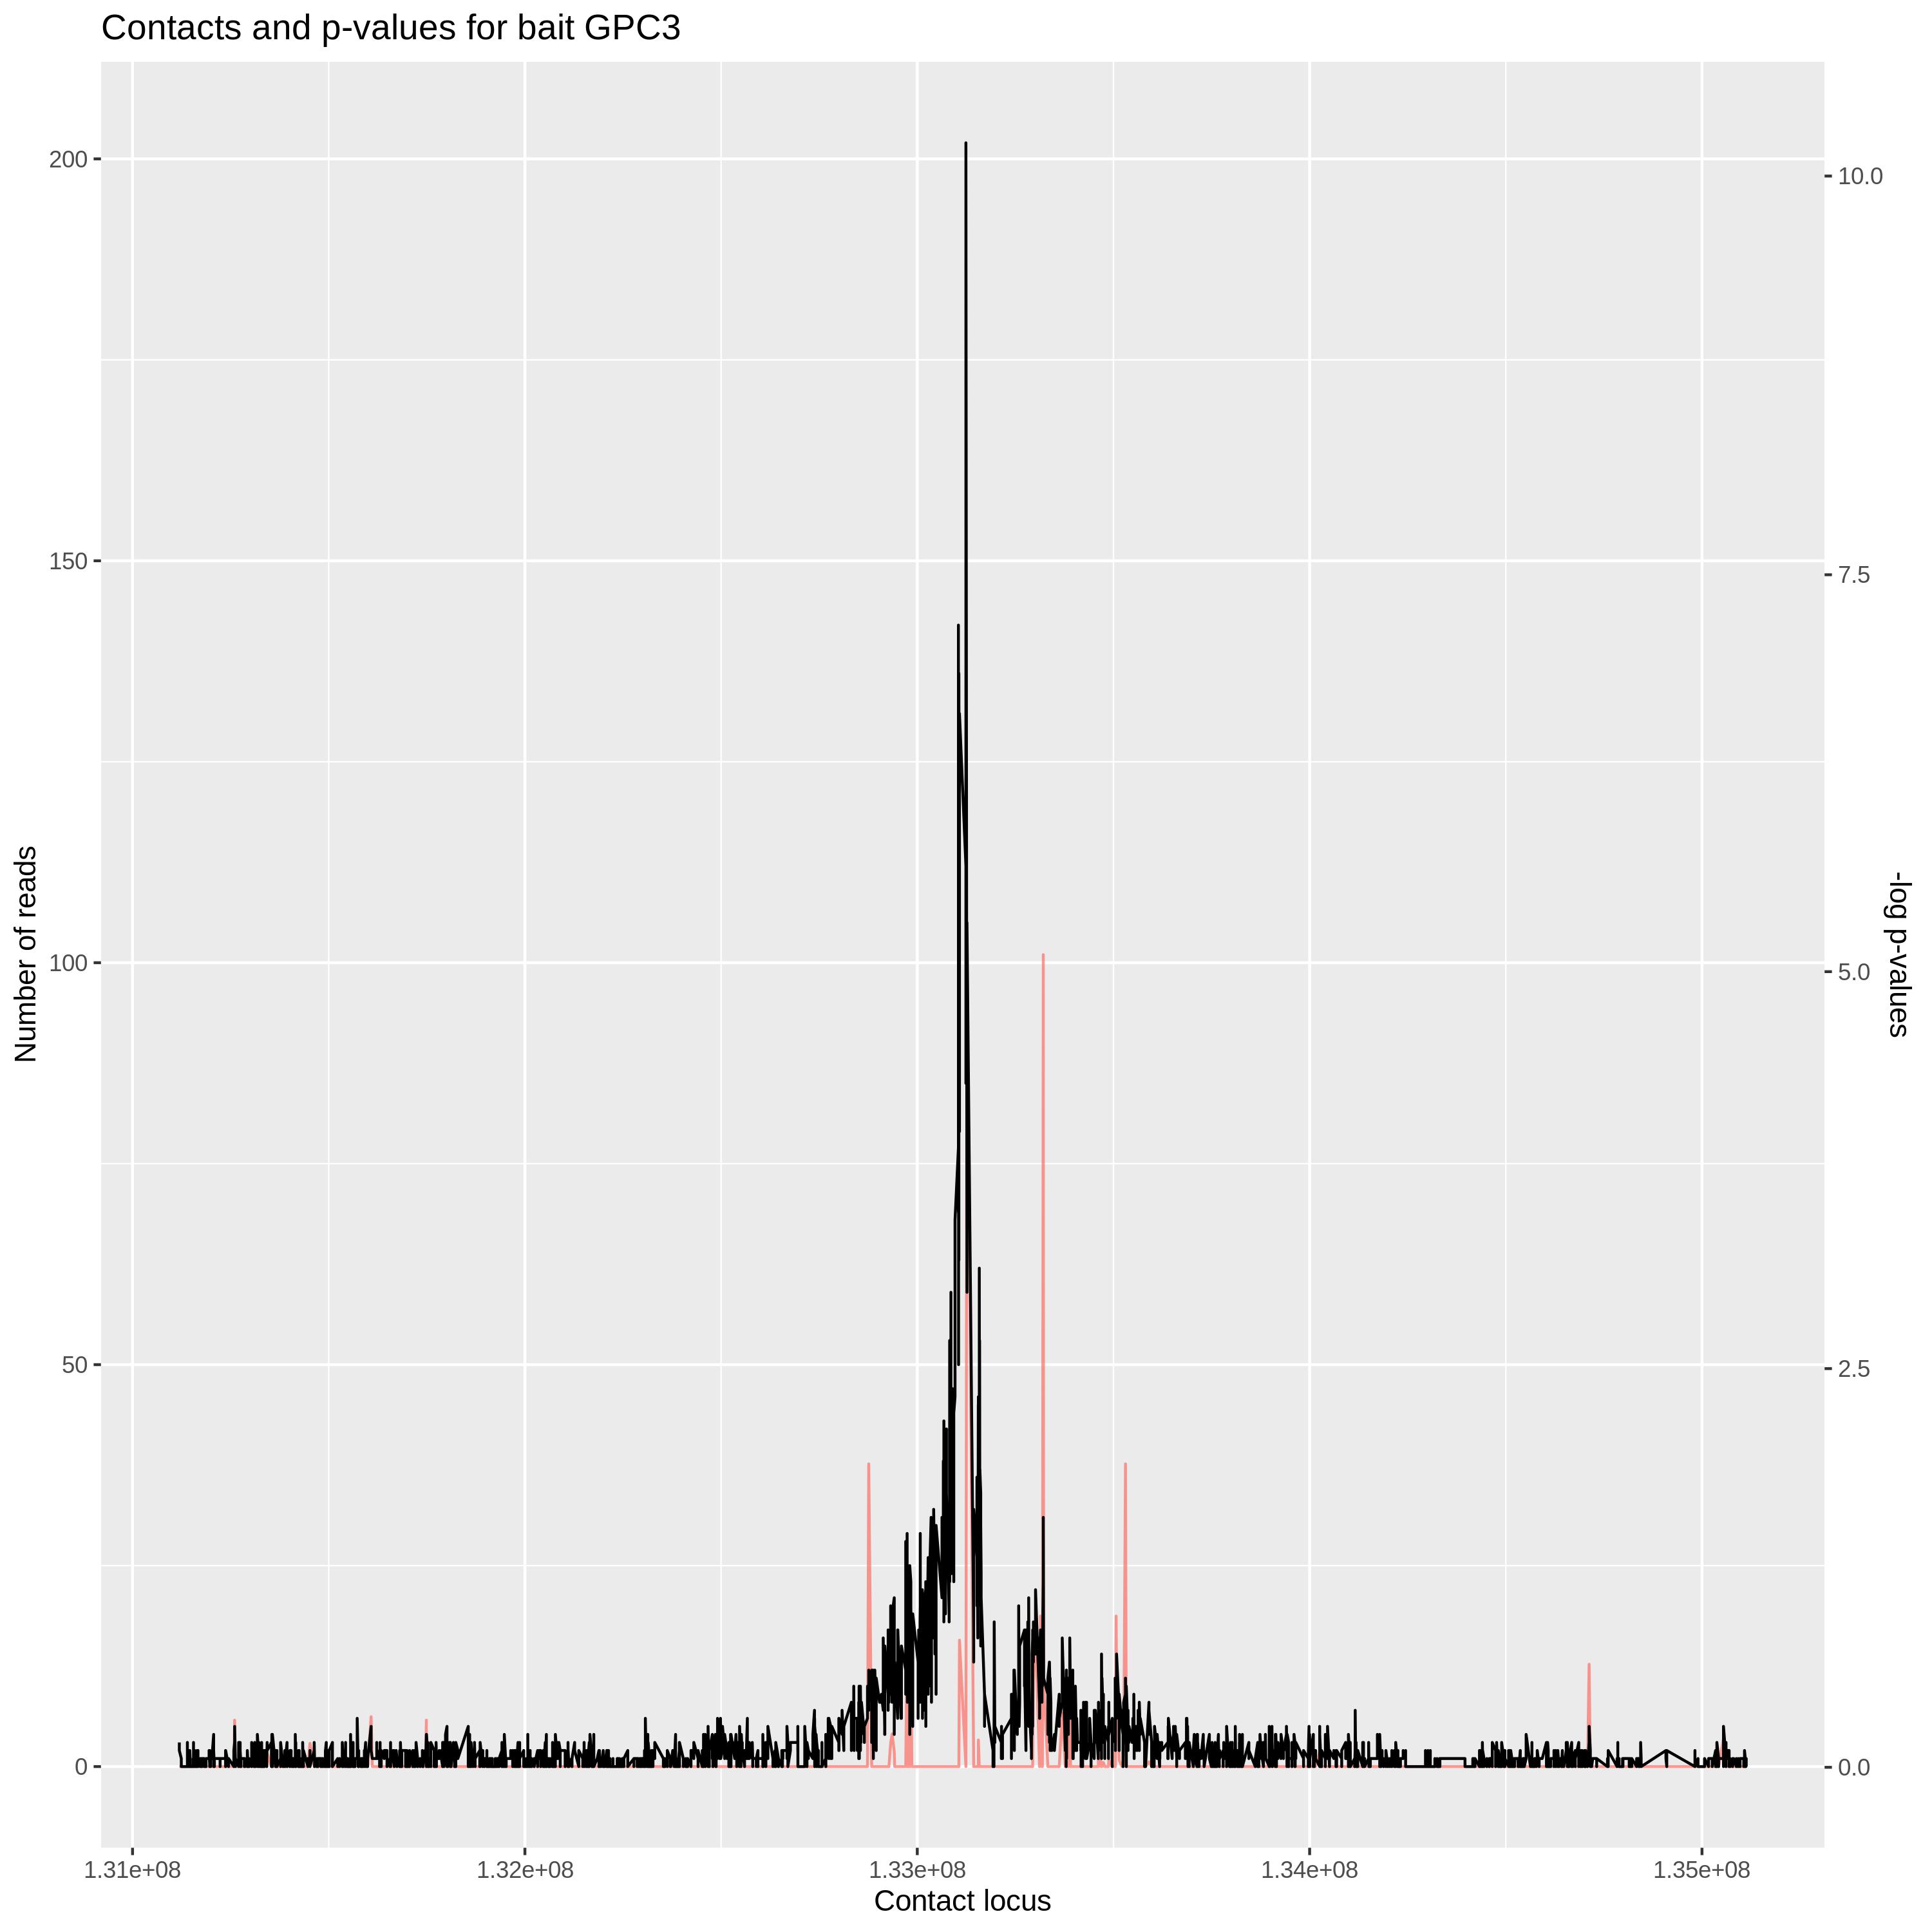 Contacts and p-values for bait GPC3
200
150
100
50
0
Number of reads
10.0
7.5
5.0
2.5
0.0
-log p-values
1.31e+08
1.32e+08
1.33e+08
1.34e+08
1.35e+08
Contact locus